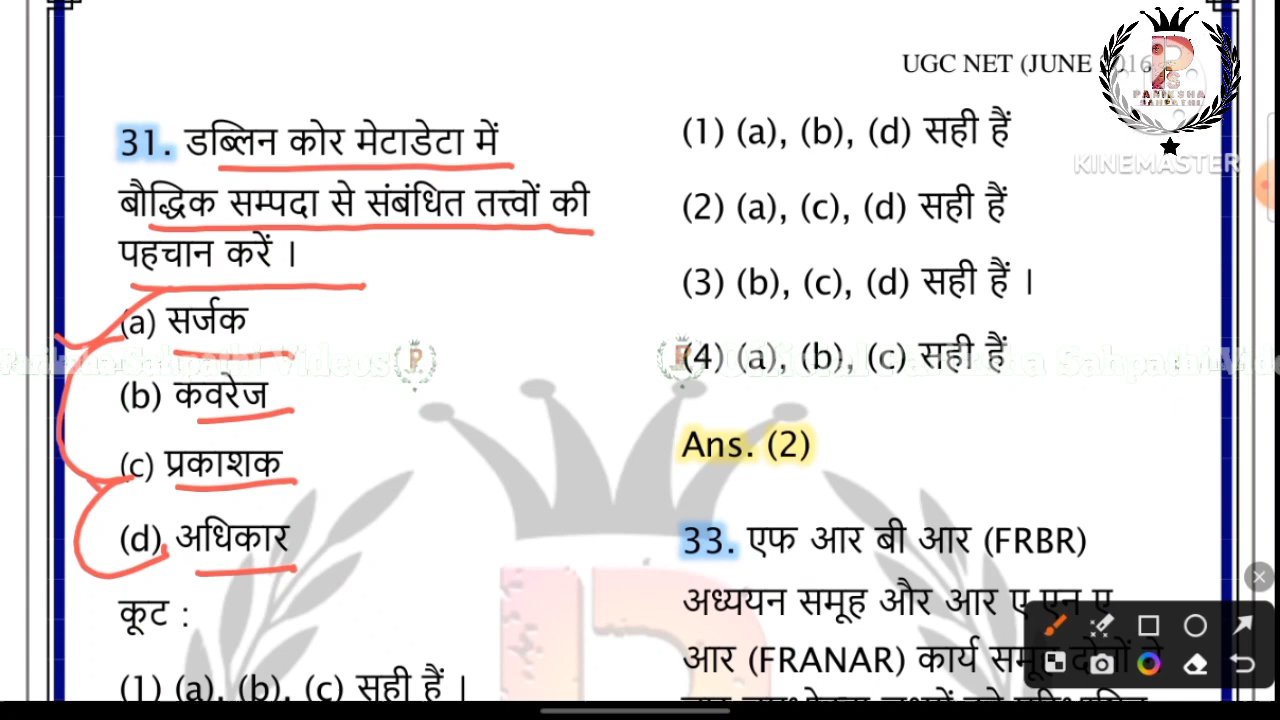 UGC NET (JUNE 2016
PARIKSHA
SAHPATHI
KINEMASTER
31. डब्लिन कोर मेटाडेटा में
बौद्धिक सम्पदा से संबंधित तत्त्वों की
पहचान करें ।
(a) सर्जक
(b) कवरेज
(c) प्रकाशक
(d) अधिकार
कूट :
(1) (a), (b), (c) सही हैं ।
(1) (a), (b), (d) सही हैं
(2) (a), (c), (d) सही हैं
(3) (b), (c), (d) सही हैं ।
(4) (a), (b), (c) सही हैं
Ans. (2)
33. एफ आर बी आर (FRBR)
अध्ययन समूह और आर ए एन ए
आर (FRANAR) कार्य समूह दोनों ने